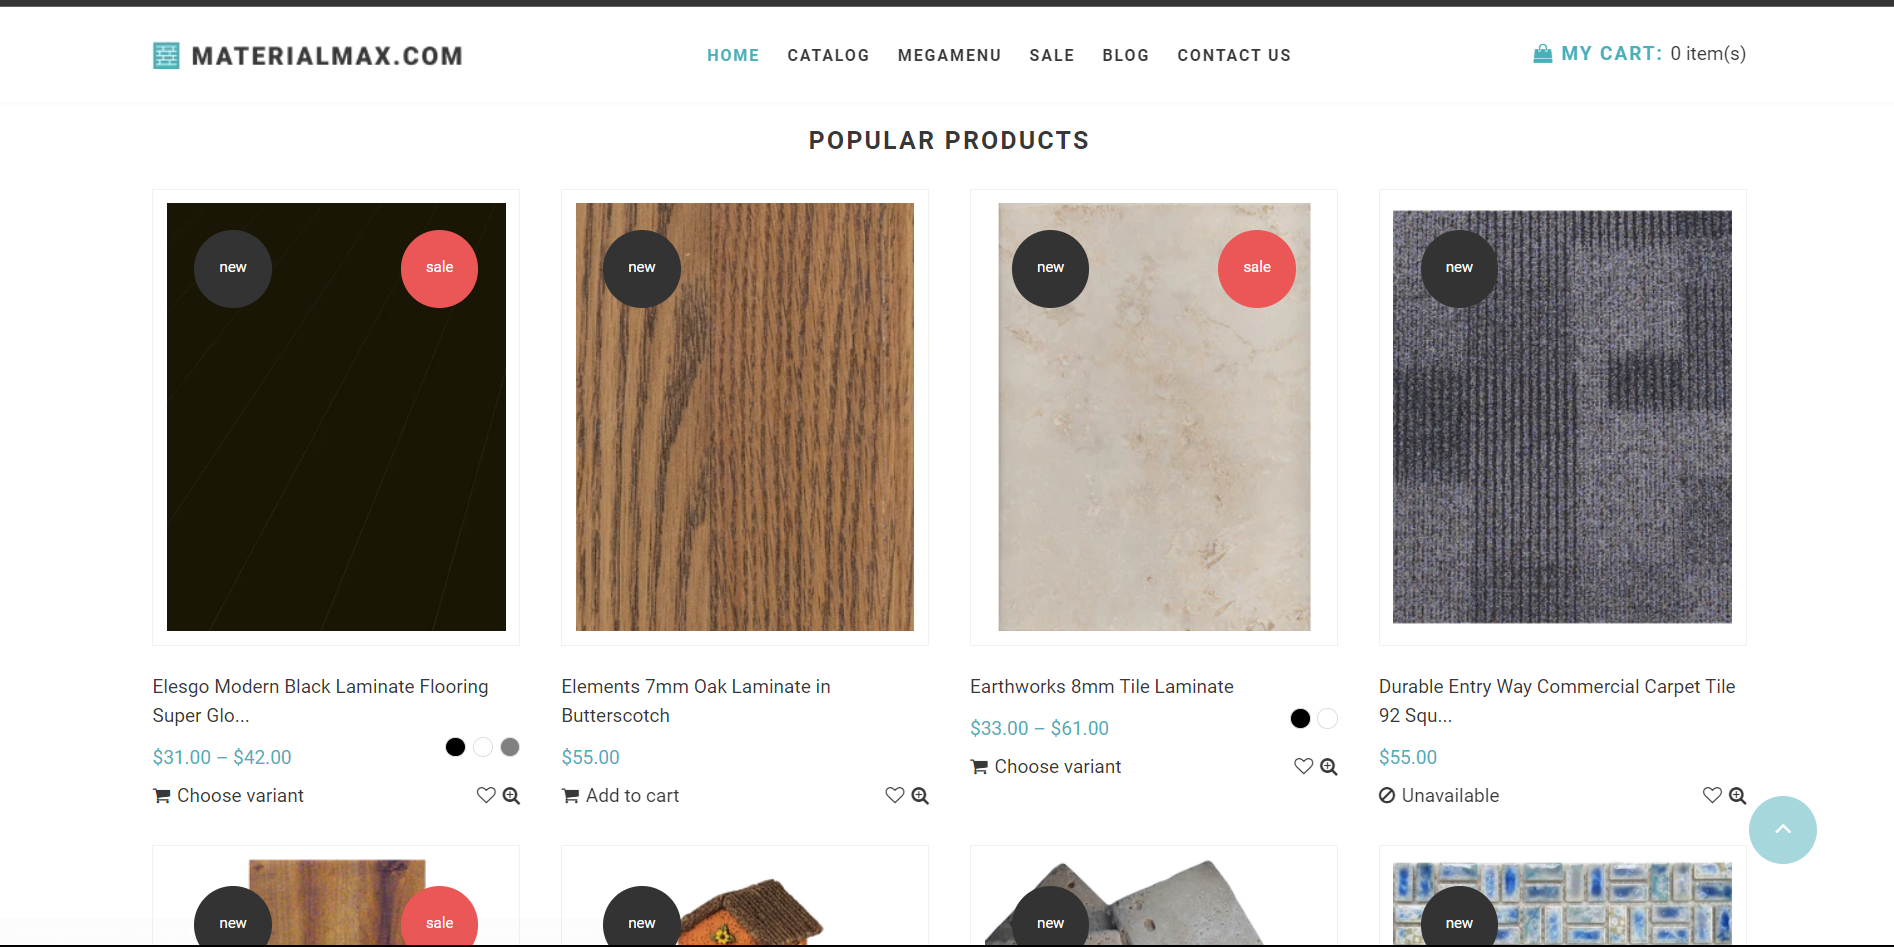 MATERIALMAX.COM
HOME CATALOG MEGAMENU SALE BLOG CONTACT US
MY CART: 0 item(s)
POPULAR PRODUCTS
new sale
new
new sale
new
Elesgo Modern Black Laminate Flooring
Super Glo...
$31.00 – $42.00
Choose variant
Elements 7mm Oak Laminate in
Butterscotch
$55.00
Add to cart
Earthworks 8mm Tile Laminate
$33.00 – $61.00
Choose variant
Durable Entry Way Commercial Carpet Tile
92 Squ...
$55.00
Unavailable
new sale
new
new
new